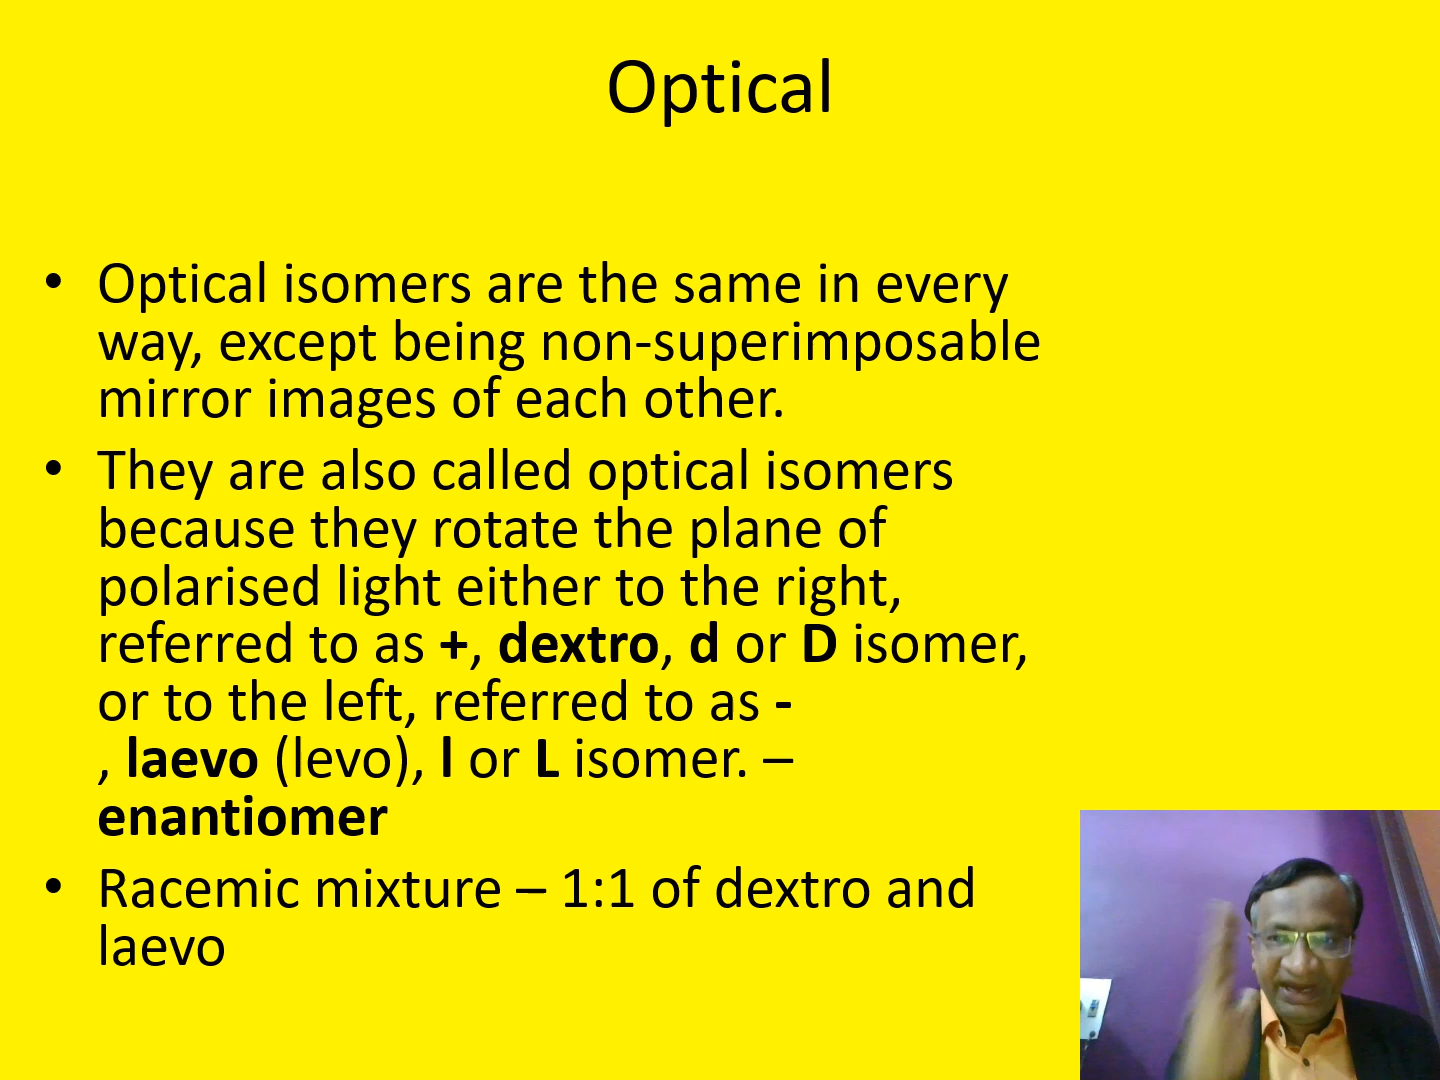 Optical
• Optical isomers are the same in every
way, except being non-superimposable
mirror images of each other.
• They are also called optical isomers
because they rotate the plane of
polarised light either to the right,
referred to as +, dextro, d or D isomer,
or to the left, referred to as -
, laevo (levo), l or L isomer. –
enantiomer
• Racemic mixture – 1:1 of dextro and
laevo